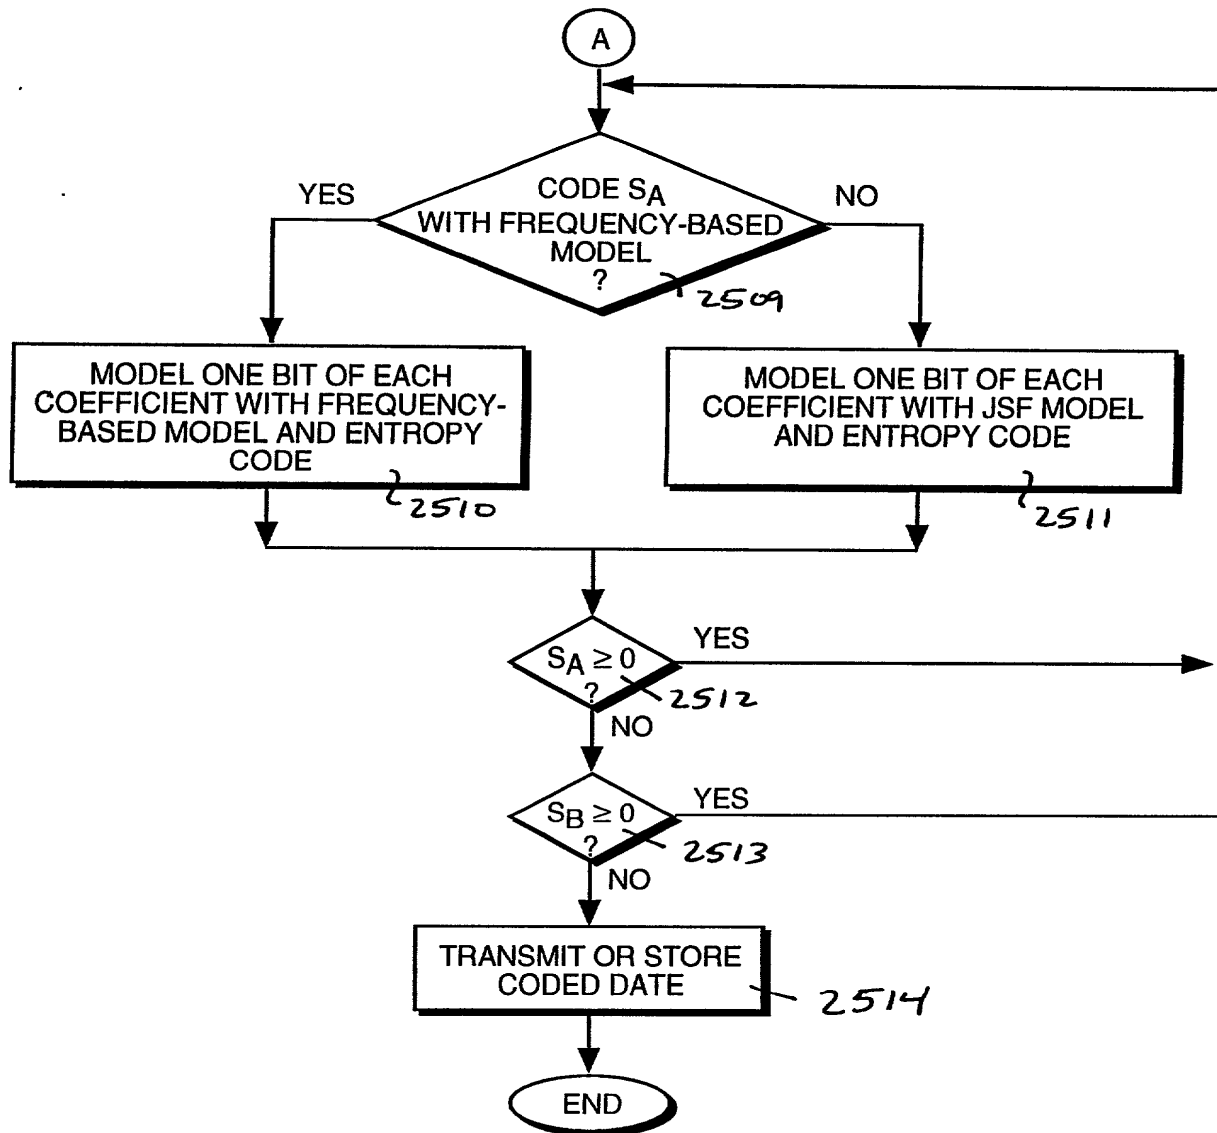 A
YES
CODE SA
WITH FREQUENCY-BASED
MODEL
?
NO
2509
MODEL ONE BIT OF EACH
COEFFICIENT WITH FREQUENCY-
BASED MODEL AND ENTROPY
CODE
2510
MODEL ONE BIT OF EACH
COEFFICIENT WITH JSF MODEL
AND ENTROPY CODE
2511
SA ≥ 0
?
YES
2512
NO
SB ≥ 0
?
YES
2513
NO
TRANSMIT OR STORE
CODED DATE
2514
END